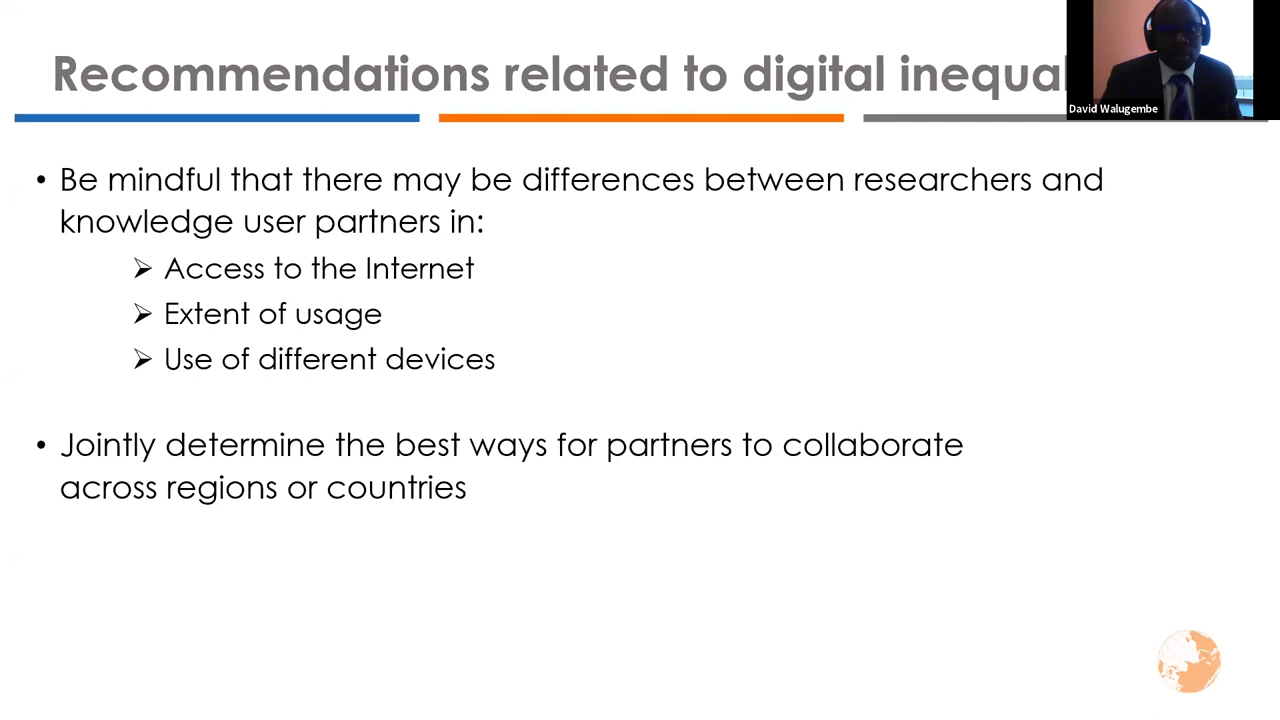 Recommendations related to digital inequal
David Walugembe
• Be mindful that there may be differences between researchers and
knowledge user partners in:
➢ Access to the Internet
➢ Extent of usage
➢ Use of different devices
• Jointly determine the best ways for partners to collaborate
across regions or countries